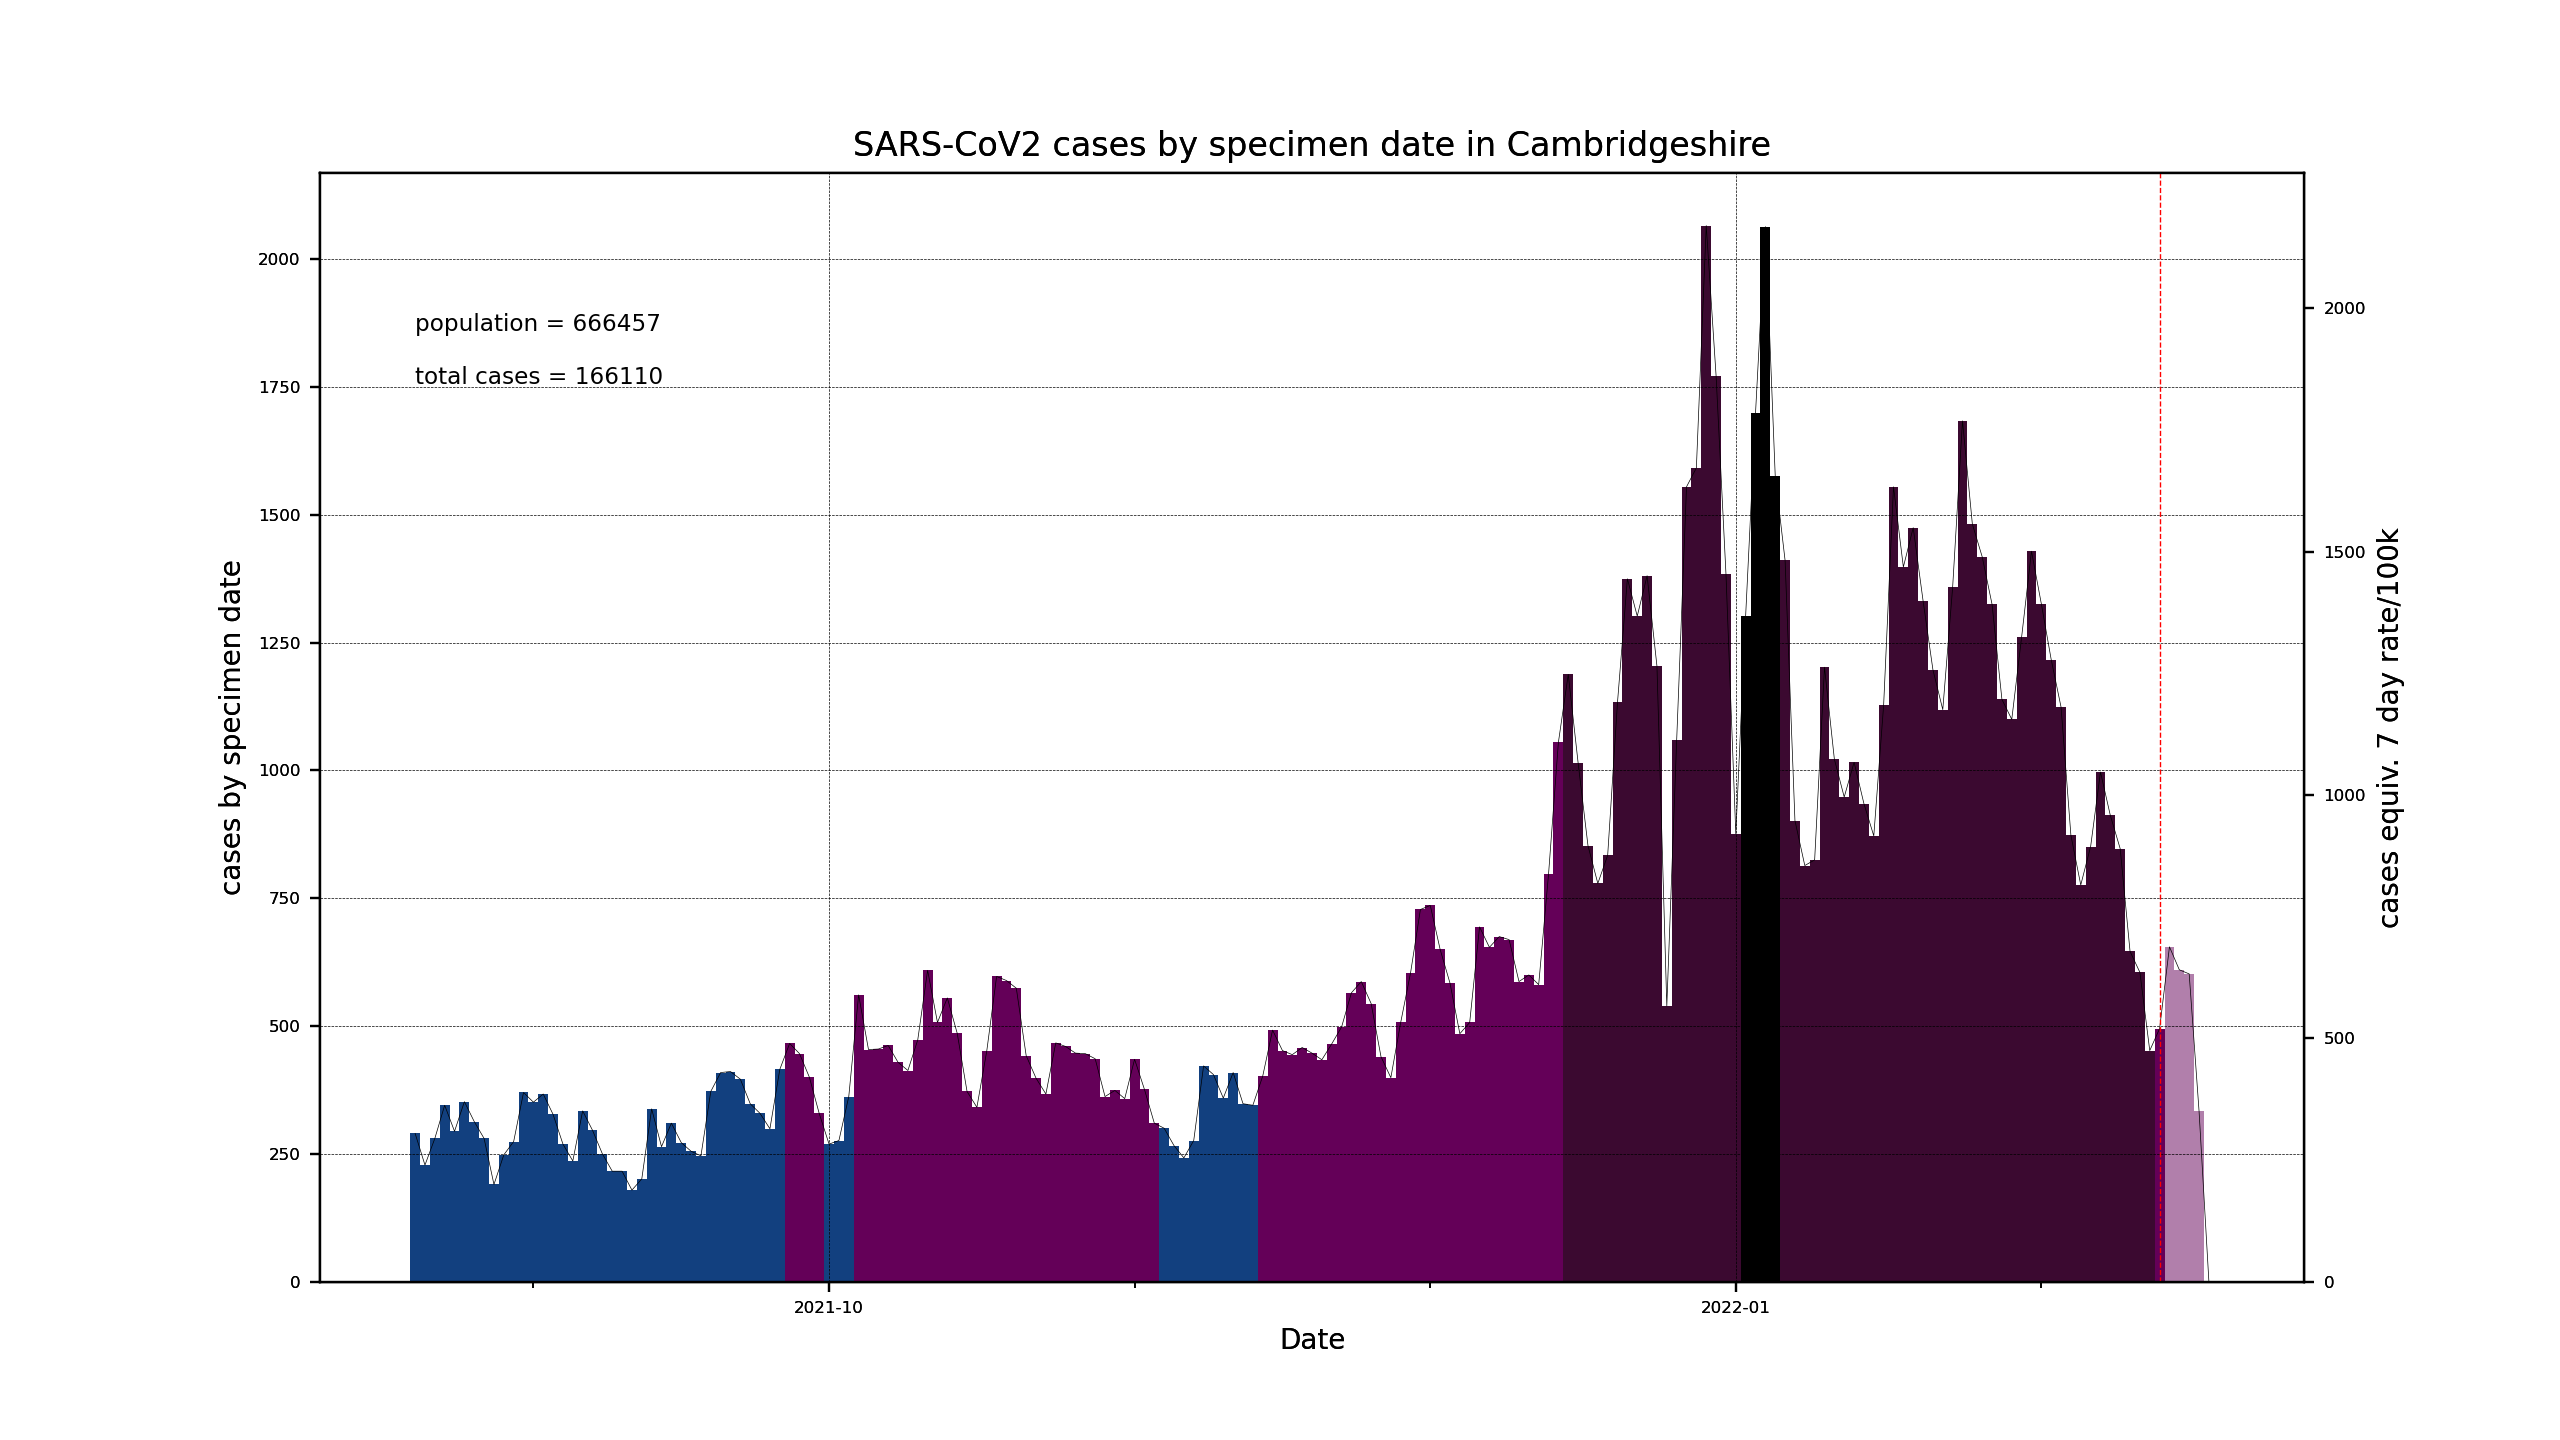 SARS-CoV2 cases by specimen date in Cambridgeshire
population = 666457
total cases = 166110
cases by specimen date
2000
1750
1500
1250
1000
750
500
250
0
2000
1500
1000
500
0
cases equiv. 7 day rate/100k
2021-10
2022-01
Date